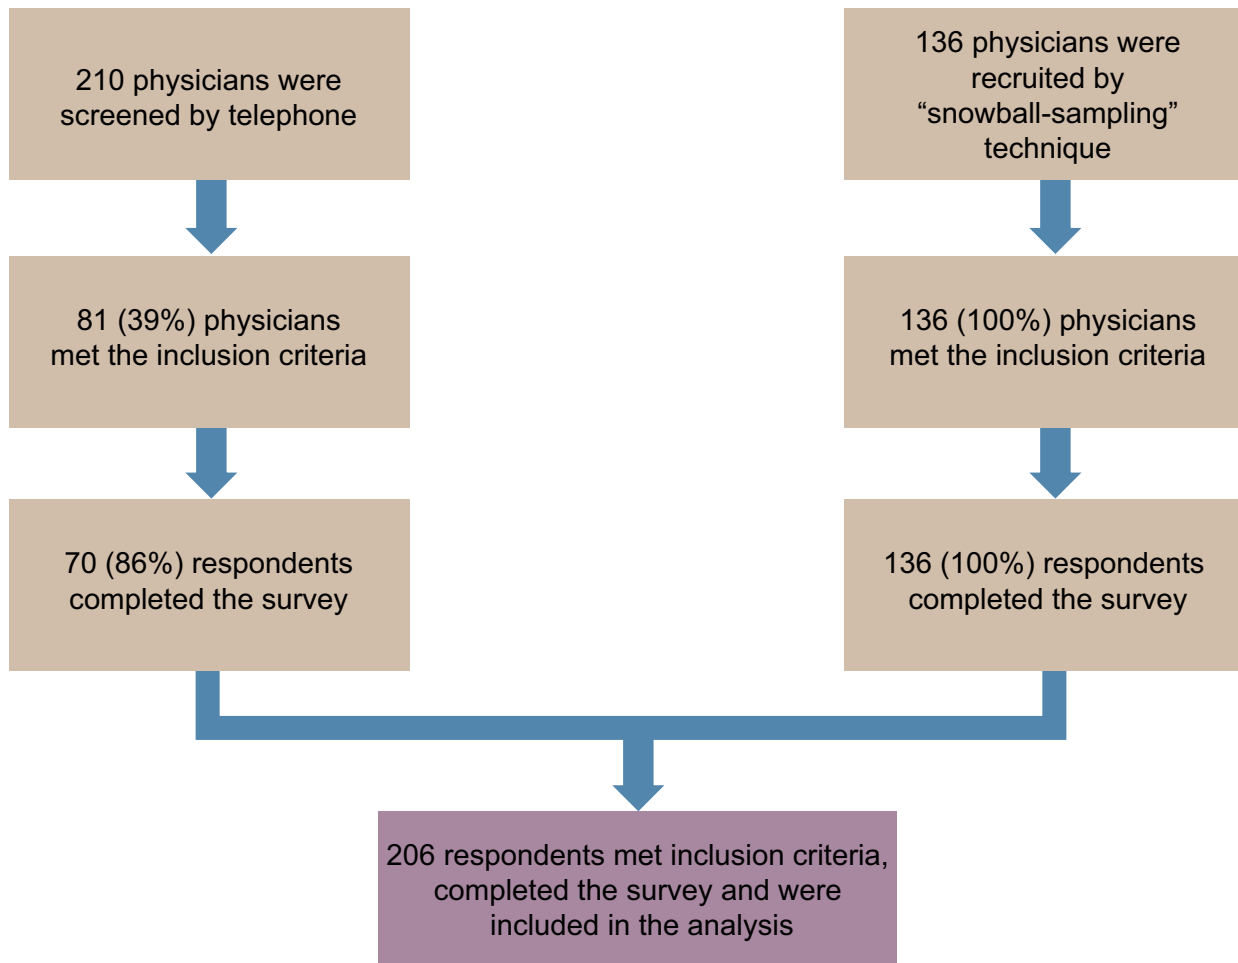 210 physicians were
screened by telephone
136 physicians were
recruited by
“snowball-sampling”
technique
81 (39%) physicians
met the inclusion criteria
136 (100%) physicians
met the inclusion criteria
70 (86%) respondents
completed the survey
136 (100%) respondents
completed the survey
206 respondents met inclusion criteria,
completed the survey and were
included in the analysis